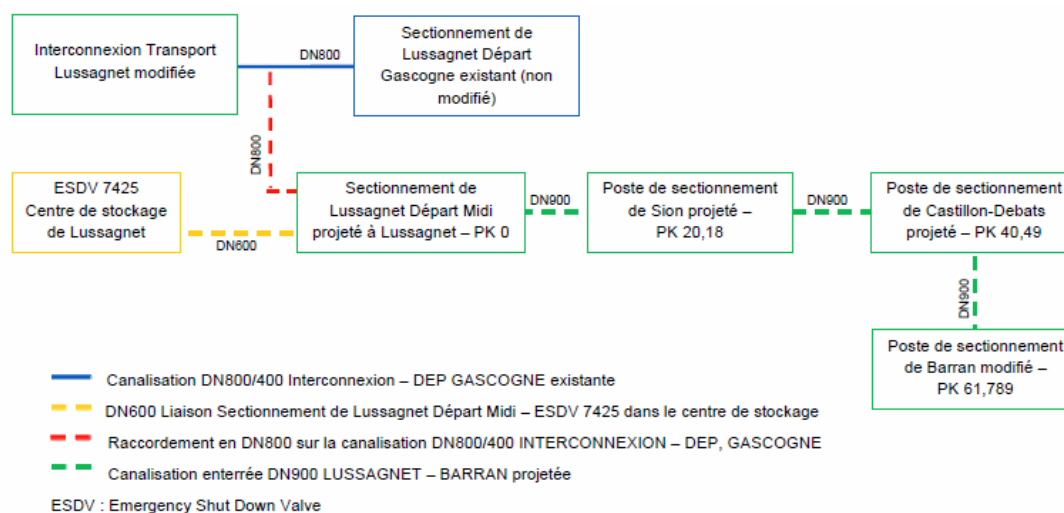 Interconnexion Transport
Lussagnet modifiée
DN800
Sectionnement de
Lussagnet Départ
Gascogne existant (non
modifié)
DN800
ESDV 7425
Centre de stockage
de Lussagnet
DN600
Sectionnement de
Lussagnet Départ Midi
projeté à Lussagnet – PK 0
DN900
Poste de sectionnement
de Sion projeté –
PK 20,18
DN900
Poste de sectionnement
de Castillon-Debats
projeté – PK 40,49
DN900
Poste de sectionnement
de Barran modifié –
PK 61,789
Canalisation DN800/400 Interconnexion – DEP GASCOGNE existante
DN600 Liaison Sectionnement de Lussagnet Départ Midi – ESDV 7425 dans le centre de stockage
Raccordement en DN800 sur la canalisation DN800/400 INTERCONNEXION – DEP, GASCOGNE
Canalisation enterrée DN900 LUSSAGNET – BARRAN projetée
ESDV : Emergency Shut Down Valve